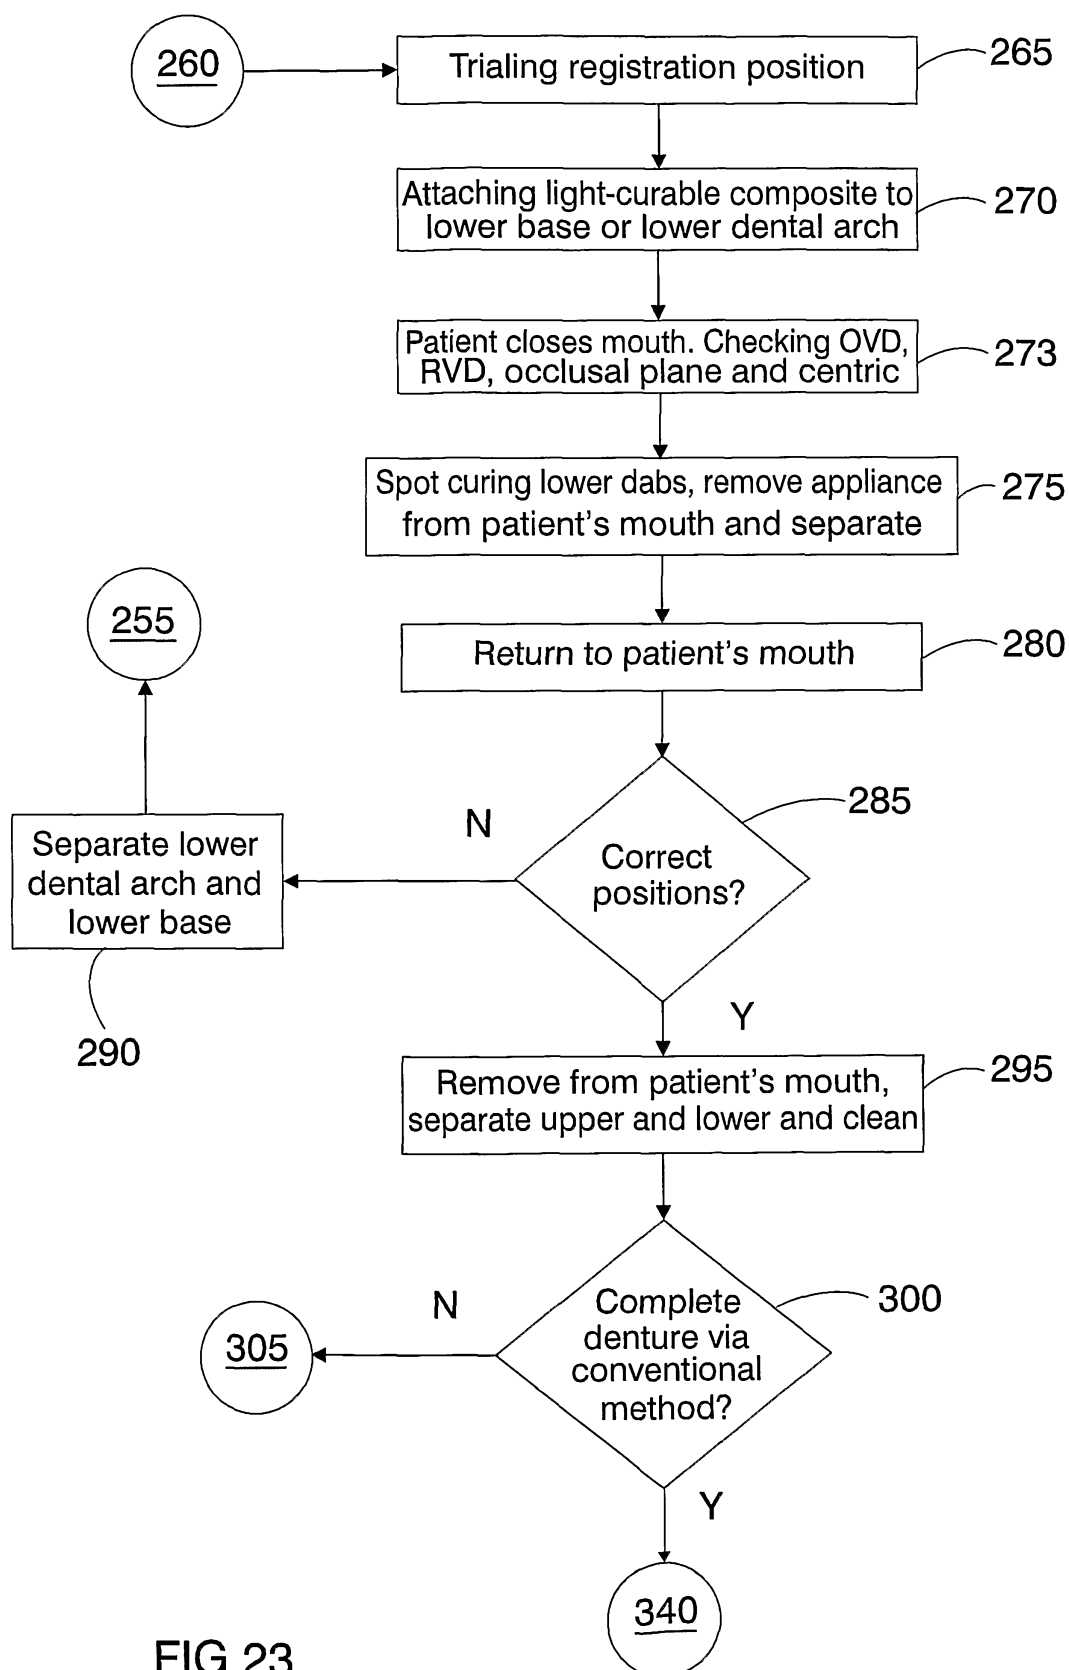 260
Trialing registration position
265
Attaching light-curable composite to
lower base or lower dental arch
270
Patient closes mouth. Checking OVD,
RVD, occlusal plane and centric
273
Spot curing lower dabs, remove appliance
from patient's mouth and separate
275
255
Return to patient's mouth
280
N
285
Correct
positions?
Separate lower
dental arch and
lower base
290
Y
Remove from patient's mouth,
separate upper and lower and clean
295
N
300
Complete
denture via
conventional
method?
305
Y
340
FIG 23